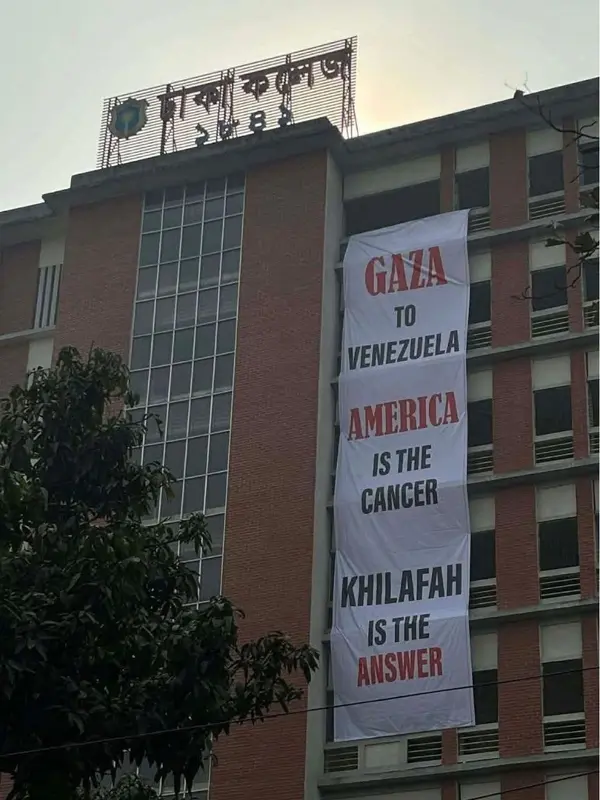 ঢাকা কলেজ
১৮৪১
GAZA
TO
VENEZUELA
AMERICA
IS THE
CANCER
KHILAFAH
IS THE
ANSWER